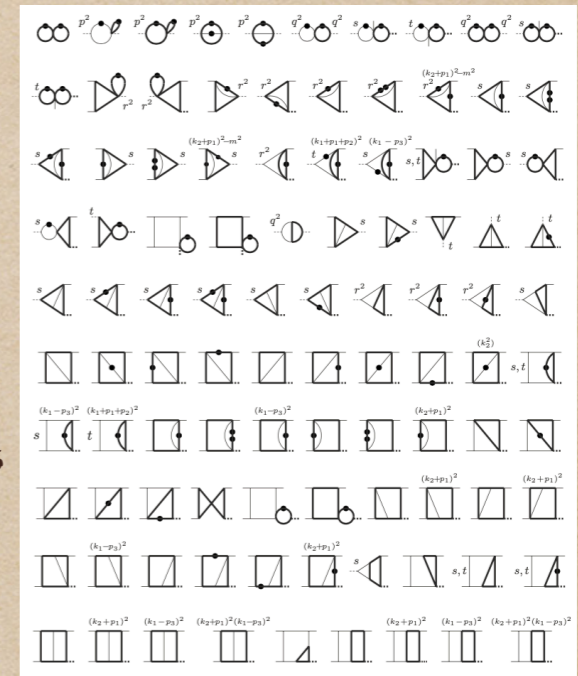 p² p² p² p² q² q² s t q² q² s
(k₂+p₁)²−m²
t r² r² r² r² r² r² r² s s
(k₂+p₁)²−m² (k₁+p₁+p₂)² (k₁ − p₃)²
s s s r² t s s,t s s
s t q² s s t t t
s s s s s s r² r² r² s
(k₂²)
s,t
(k₁−p₃)² (k₁+p₁+p₂)² (k₁−p₃)² (k₂+p₁)²
s t
(k₂+p₁)² (k₂+p₁)²
(k₁−p₃)² (k₂+p₁)²
s s,t s,t
(k₂+p₁)² (k₁−p₃)² (k₂+p₁)²(k₁−p₃)² (k₂+p₁)² (k₁−p₃)² (k₂+p₁)²(k₁−p₃)²